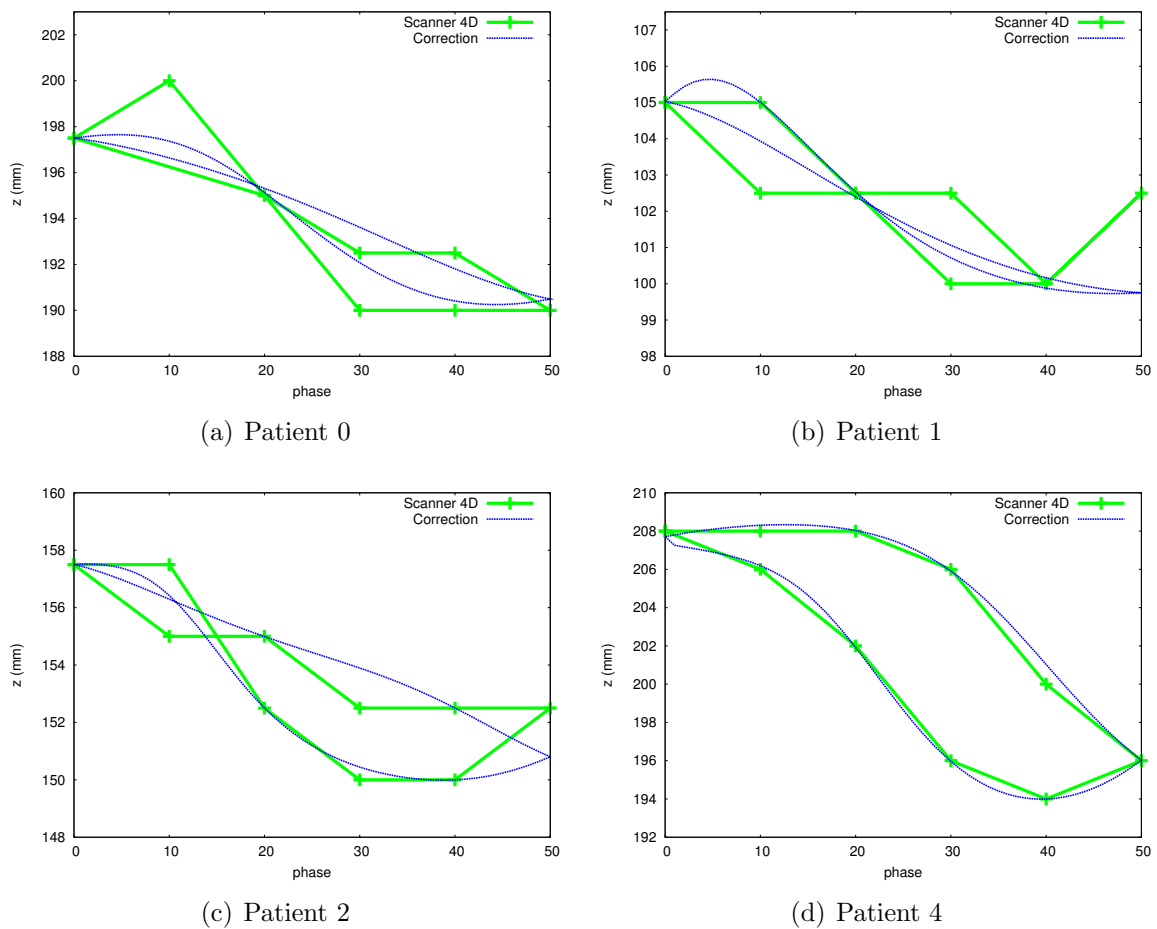 202
200
198
196
194
192
190
188
z (mm)
Scanner 4D
Correction
0 10 20 30 40 50
phase
(a) Patient 0
107
106
105
104
103
102
101
100
99
98
z (mm)
Scanner 4D
Correction
0 10 20 30 40 50
phase
(b) Patient 1
160
158
156
154
152
150
148
z (mm)
Scanner 4D
Correction
0 10 20 30 40 50
phase
(c) Patient 2
210
208
206
204
202
200
198
196
194
192
z (mm)
Scanner 4D
Correction
0 10 20 30 40 50
phase
(d) Patient 4